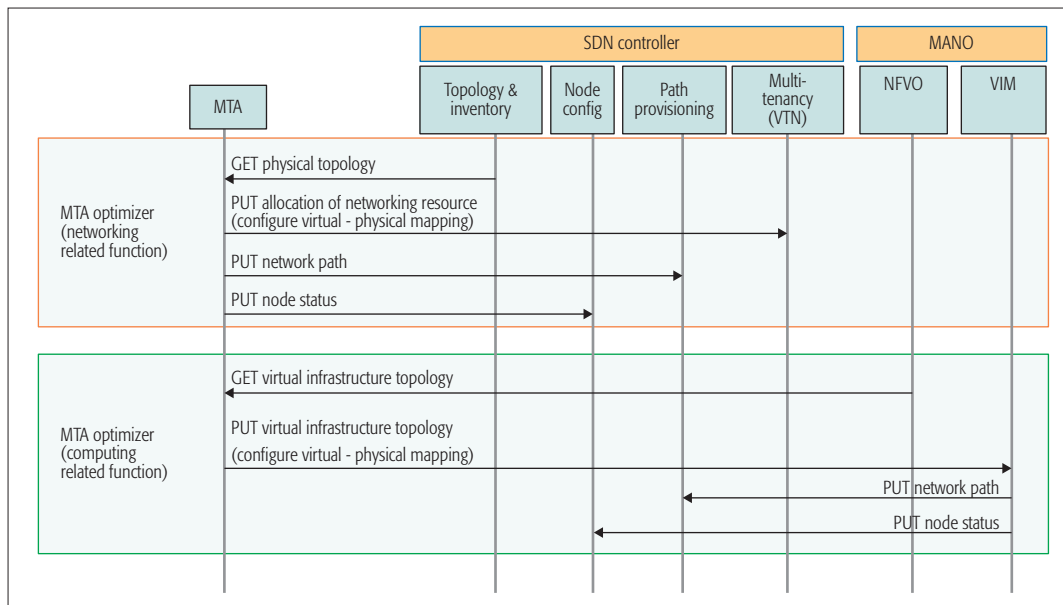 SDN controller
MANO
MTA
Topology &
inventory
Node
config
Path
provisioning
Multi-
tenancy
(VTN)
NFVO
VIM
MTA optimizer
(networking
related function)
GET physical topology
PUT allocation of networking resource
(configure virtual - physical mapping)
PUT network path
PUT node status
MTA optimizer
(computing
related function)
GET virtual infrastructure topology
PUT virtual infrastructure topology
(configure virtual - physical mapping)
PUT network path
PUT node status